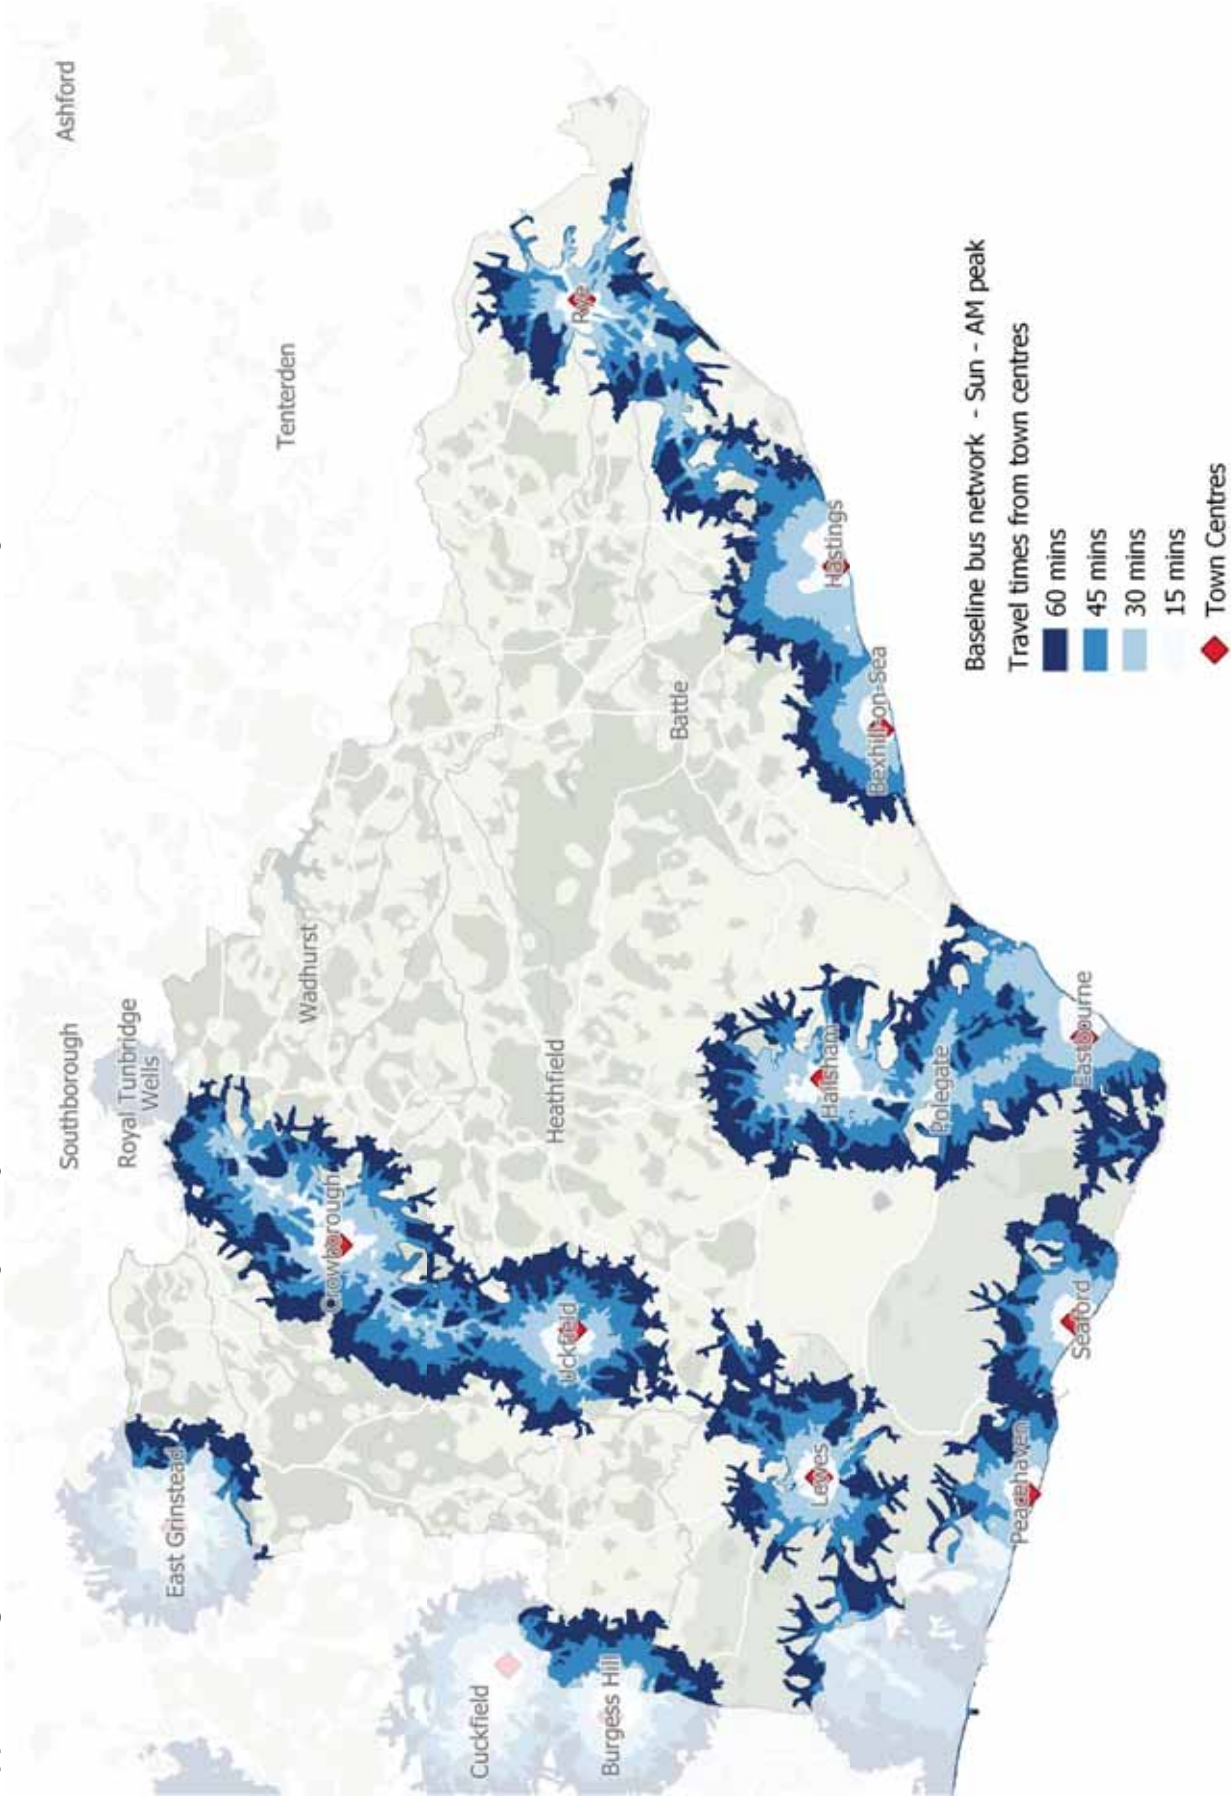 Ashford
Tenterden
Southborough
Royal Tunbridge
Wells
Wadhurst
East Grinstead
Crowborough
Heathfield
Cuckfield
Burgess Hill
Uckfield
Battle
Rye
Lewes
Hailsham
Polegate
Hastings
Bexhill-on-Sea
Peacehaven
Seaford
Eastbourne
Baseline bus network - Sun - AM peak
Travel times from town centres
60 mins
45 mins
30 mins
15 mins
Town Centres